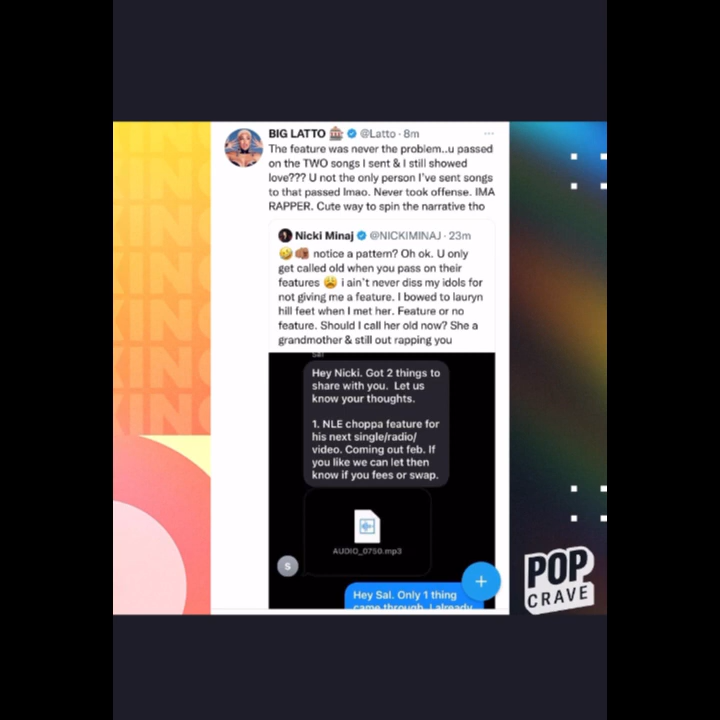 BIG LATTO @Latto · 8m
The feature was never the problem..u passed
on the TWO songs I sent & I still showed
love??? U not the only person I've sent songs
to that passed lmao. Never took offense. IMA
RAPPER. Cute way to spin the narrative tho
Nicki Minaj @NICKIMINAJ · 23m
🤣 👊🏾 notice a pattern? Oh ok. U only
get called old when you pass on their
features 😩 i ain't never diss my idols for
not giving me a feature. I bowed to lauryn
hill feet when I met her. Feature or no
feature. Should I call her old now? She a
grandmother & still out rapping you
Sal
Hey Nicki. Got 2 things to
share with you. Let us
know your thoughts.
1. NLE choppa feature for
his next single/radio/
video. Coming out feb. If
you like we can let then
know if you fees or swap.
AUDIO_0750.mp3
S
+
Hey Sal. Only 1 thing
came through. I already
POP
CRAVE